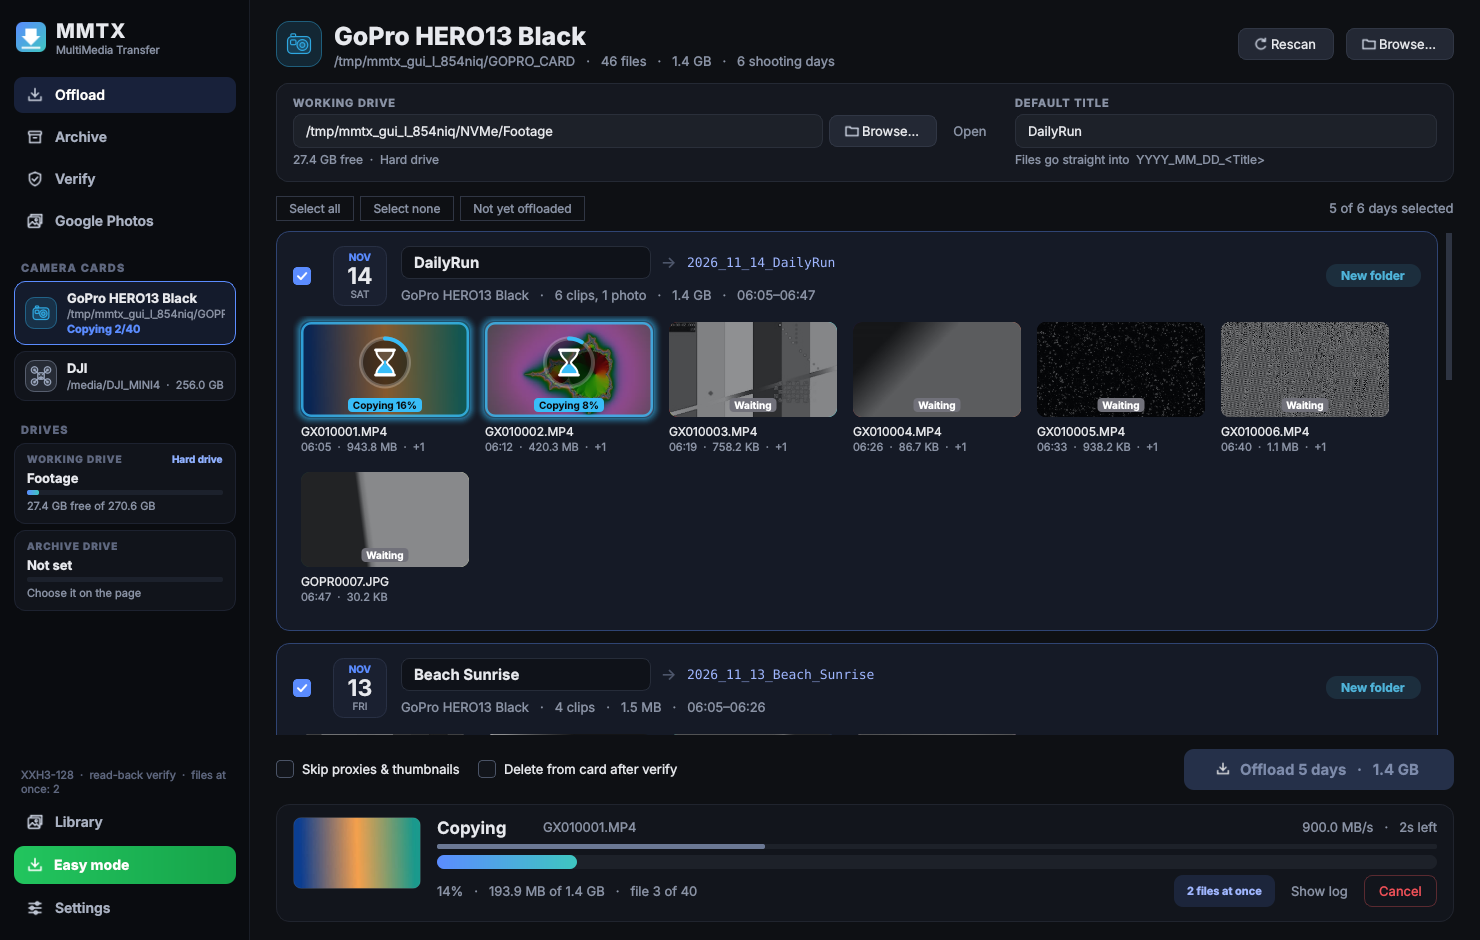 MMTX
MultiMedia Transfer
Offload
Archive
Verify
Google Photos
CAMERA CARDS
GoPro HERO13 Black
/tmp/mmtx_gui_l_854niq/GOPR
Copying 2/40
DJI
/media/DJI_MINI4 · 256.0 GB
DRIVES
WORKING DRIVE Hard drive
Footage
27.4 GB free of 270.6 GB
ARCHIVE DRIVE
Not set
Choose it on the page
XXH3-128 · read-back verify · files at
once: 2
Library
Easy mode
Settings
GoPro HERO13 Black
/tmp/mmtx_gui_l_854niq/GOPRO_CARD · 46 files · 1.4 GB · 6 shooting days
Rescan
Browse...
WORKING DRIVE
/tmp/mmtx_gui_l_854niq/NVMe/Footage
Browse...
Open
27.4 GB free · Hard drive
DEFAULT TITLE
DailyRun
Files go straight into YYYY_MM_DD_<Title>
Select all
Select none
Not yet offloaded
5 of 6 days selected
NOV
14
SAT
DailyRun
→ 2026_11_14_DailyRun
GoPro HERO13 Black · 6 clips, 1 photo · 1.4 GB · 06:05–06:47
New folder
Copying 16%
GX010001.MP4
06:05 · 943.8 MB · +1
Copying 8%
GX010002.MP4
06:12 · 420.3 MB · +1
Waiting
GX010003.MP4
06:19 · 758.2 KB · +1
Waiting
GX010004.MP4
06:26 · 86.7 KB · +1
Waiting
GX010005.MP4
06:33 · 938.2 KB · +1
Waiting
GX010006.MP4
06:40 · 1.1 MB · +1
Waiting
GOPR0007.JPG
06:47 · 30.2 KB
NOV
13
FRI
Beach Sunrise
→ 2026_11_13_Beach_Sunrise
GoPro HERO13 Black · 4 clips · 1.5 MB · 06:05–06:26
New folder
Skip proxies & thumbnails
Delete from card after verify
Offload 5 days · 1.4 GB
Copying GX010001.MP4
900.0 MB/s · 2s left
14% · 193.9 MB of 1.4 GB · file 3 of 40
2 files at once
Show log
Cancel